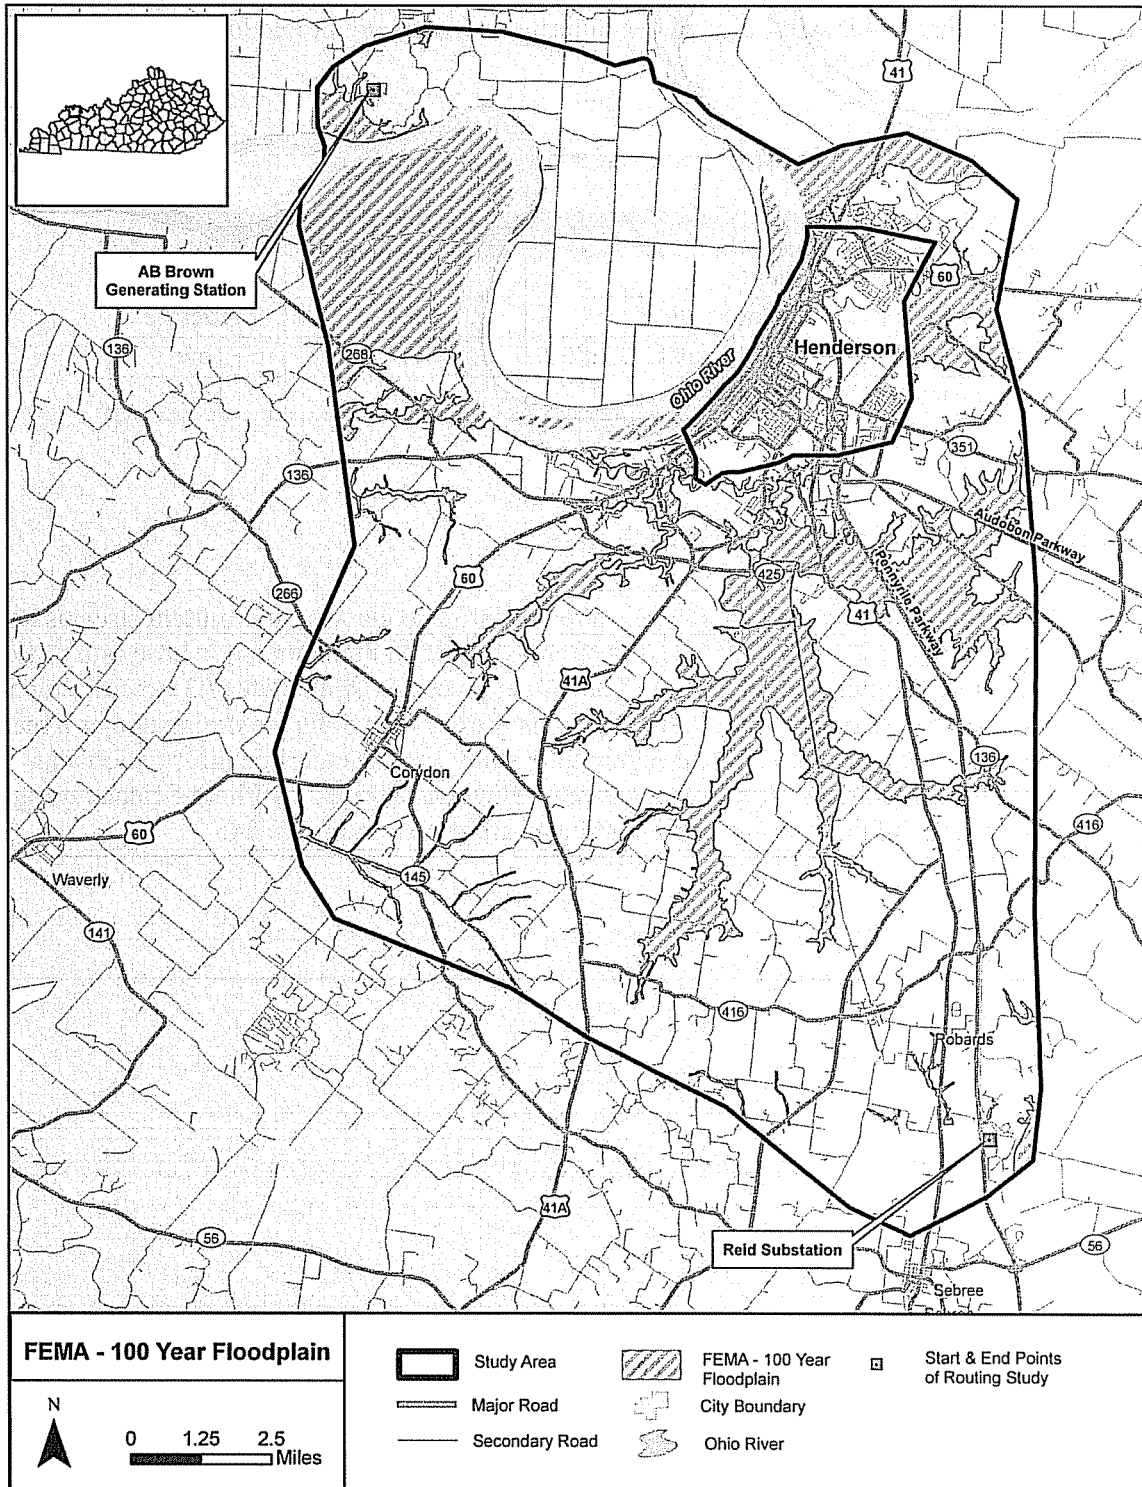 41
AB Brown
Generating Station
60
136
268
Henderson
Ohio River
351
136
Audobon Parkway
60
425
266
41
Pennyrile Parkway
41A
136
Corydon
416
60
Waverly
145
141
416
Robards
41A
56
Reid Substation
56
Sebree
FEMA - 100 Year Floodplain
N
0 1.25 2.5
Miles
Study Area
Major Road
Secondary Road
FEMA - 100 Year
Floodplain
City Boundary
Ohio River
Start & End Points
of Routing Study